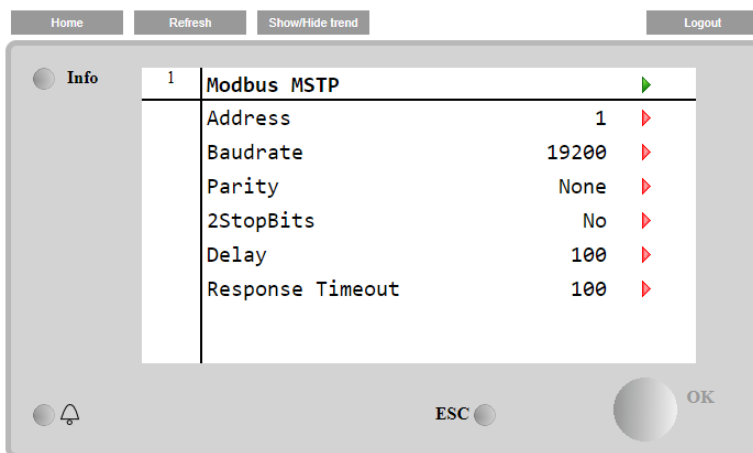 Home Refresh Show/Hide trend Logout
Info
1 Modbus MSTP
Address 1
Baudrate 19200
Parity None
2StopBits No
Delay 100
Response Timeout 100
ESC OK